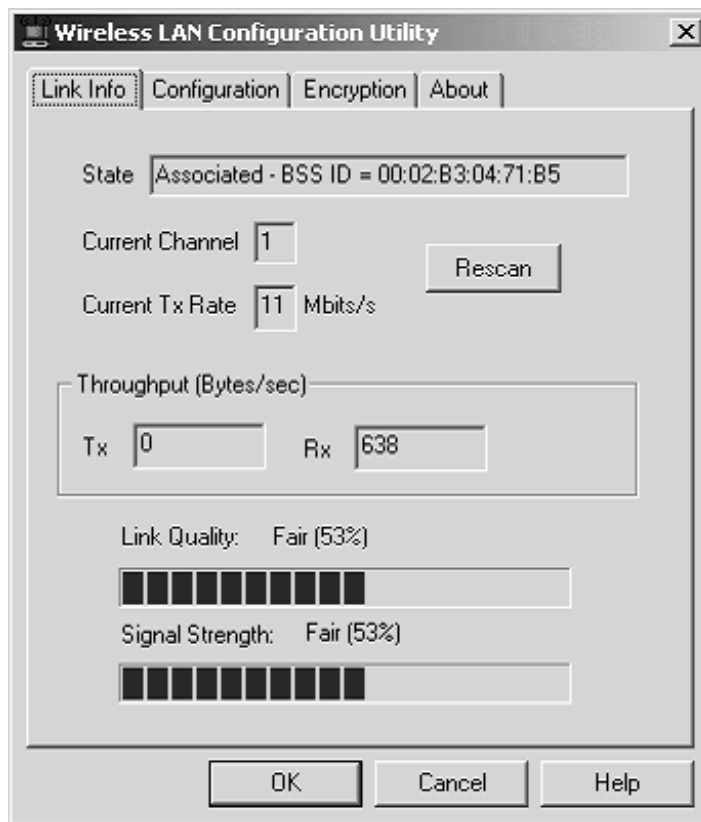 Wireless LAN Configuration Utility
Link Info Configuration Encryption About
State Associated - BSS ID = 00:02:B3:04:71:B5
Current Channel 1
Rescan
Current Tx Rate 11 Mbits/s
Throughput (Bytes/sec)
Tx 0 Rx 638
Link Quality: Fair (53%)
Signal Strength: Fair (53%)
OK Cancel Help